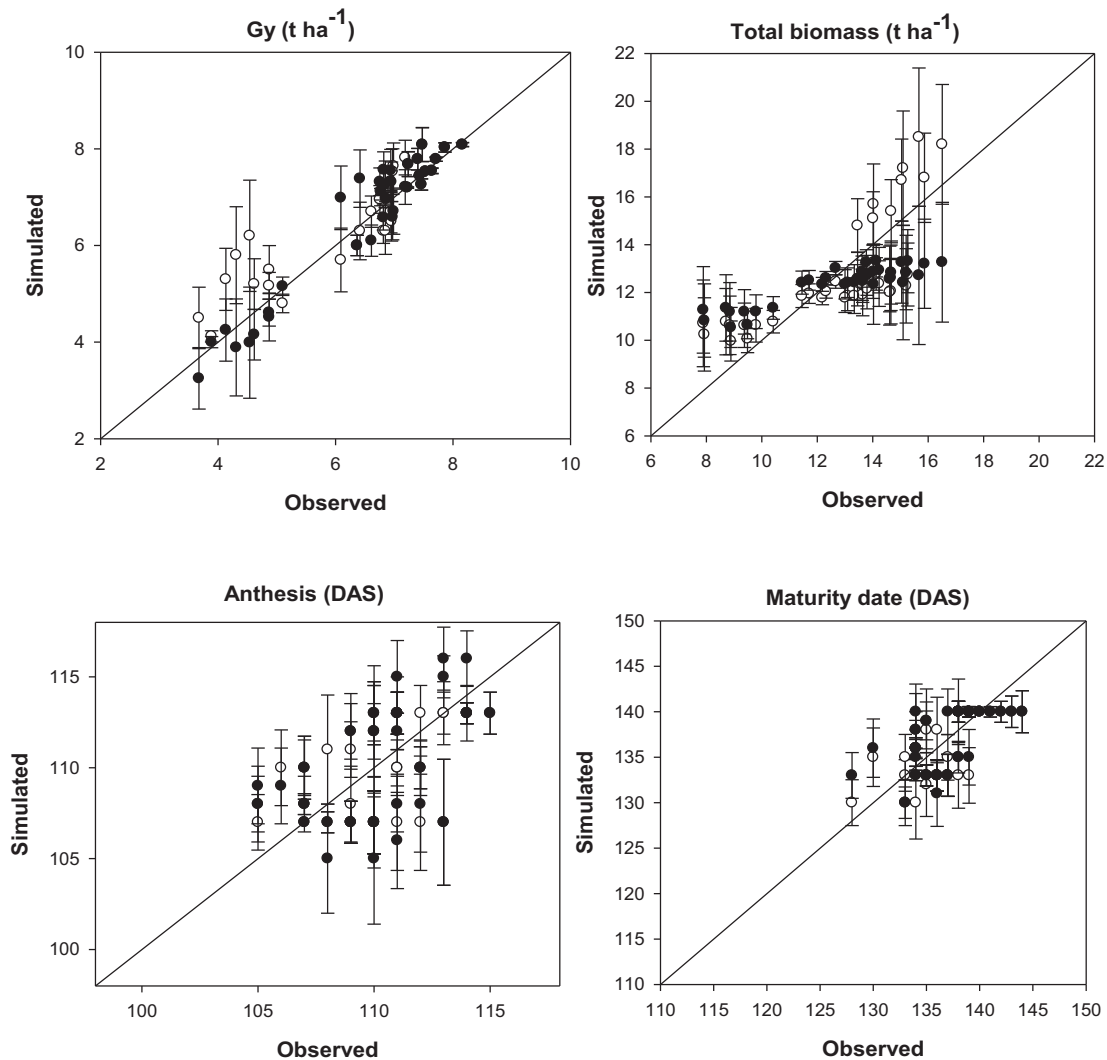 Gy (t ha-1)
10
8
6
4
2
Simulated
2 4 6 8 10
Observed
Total biomass (t ha-1)
22
20
18
16
14
12
10
8
6
Simulated
6 8 10 12 14 16 18 20 22
Observed
Anthesis (DAS)
115
110
105
100
Simulated
100 105 110 115
Observed
Maturity date (DAS)
150
145
140
135
130
125
120
115
110
Simulated
110 115 120 125 130 135 140 145 150
Observed